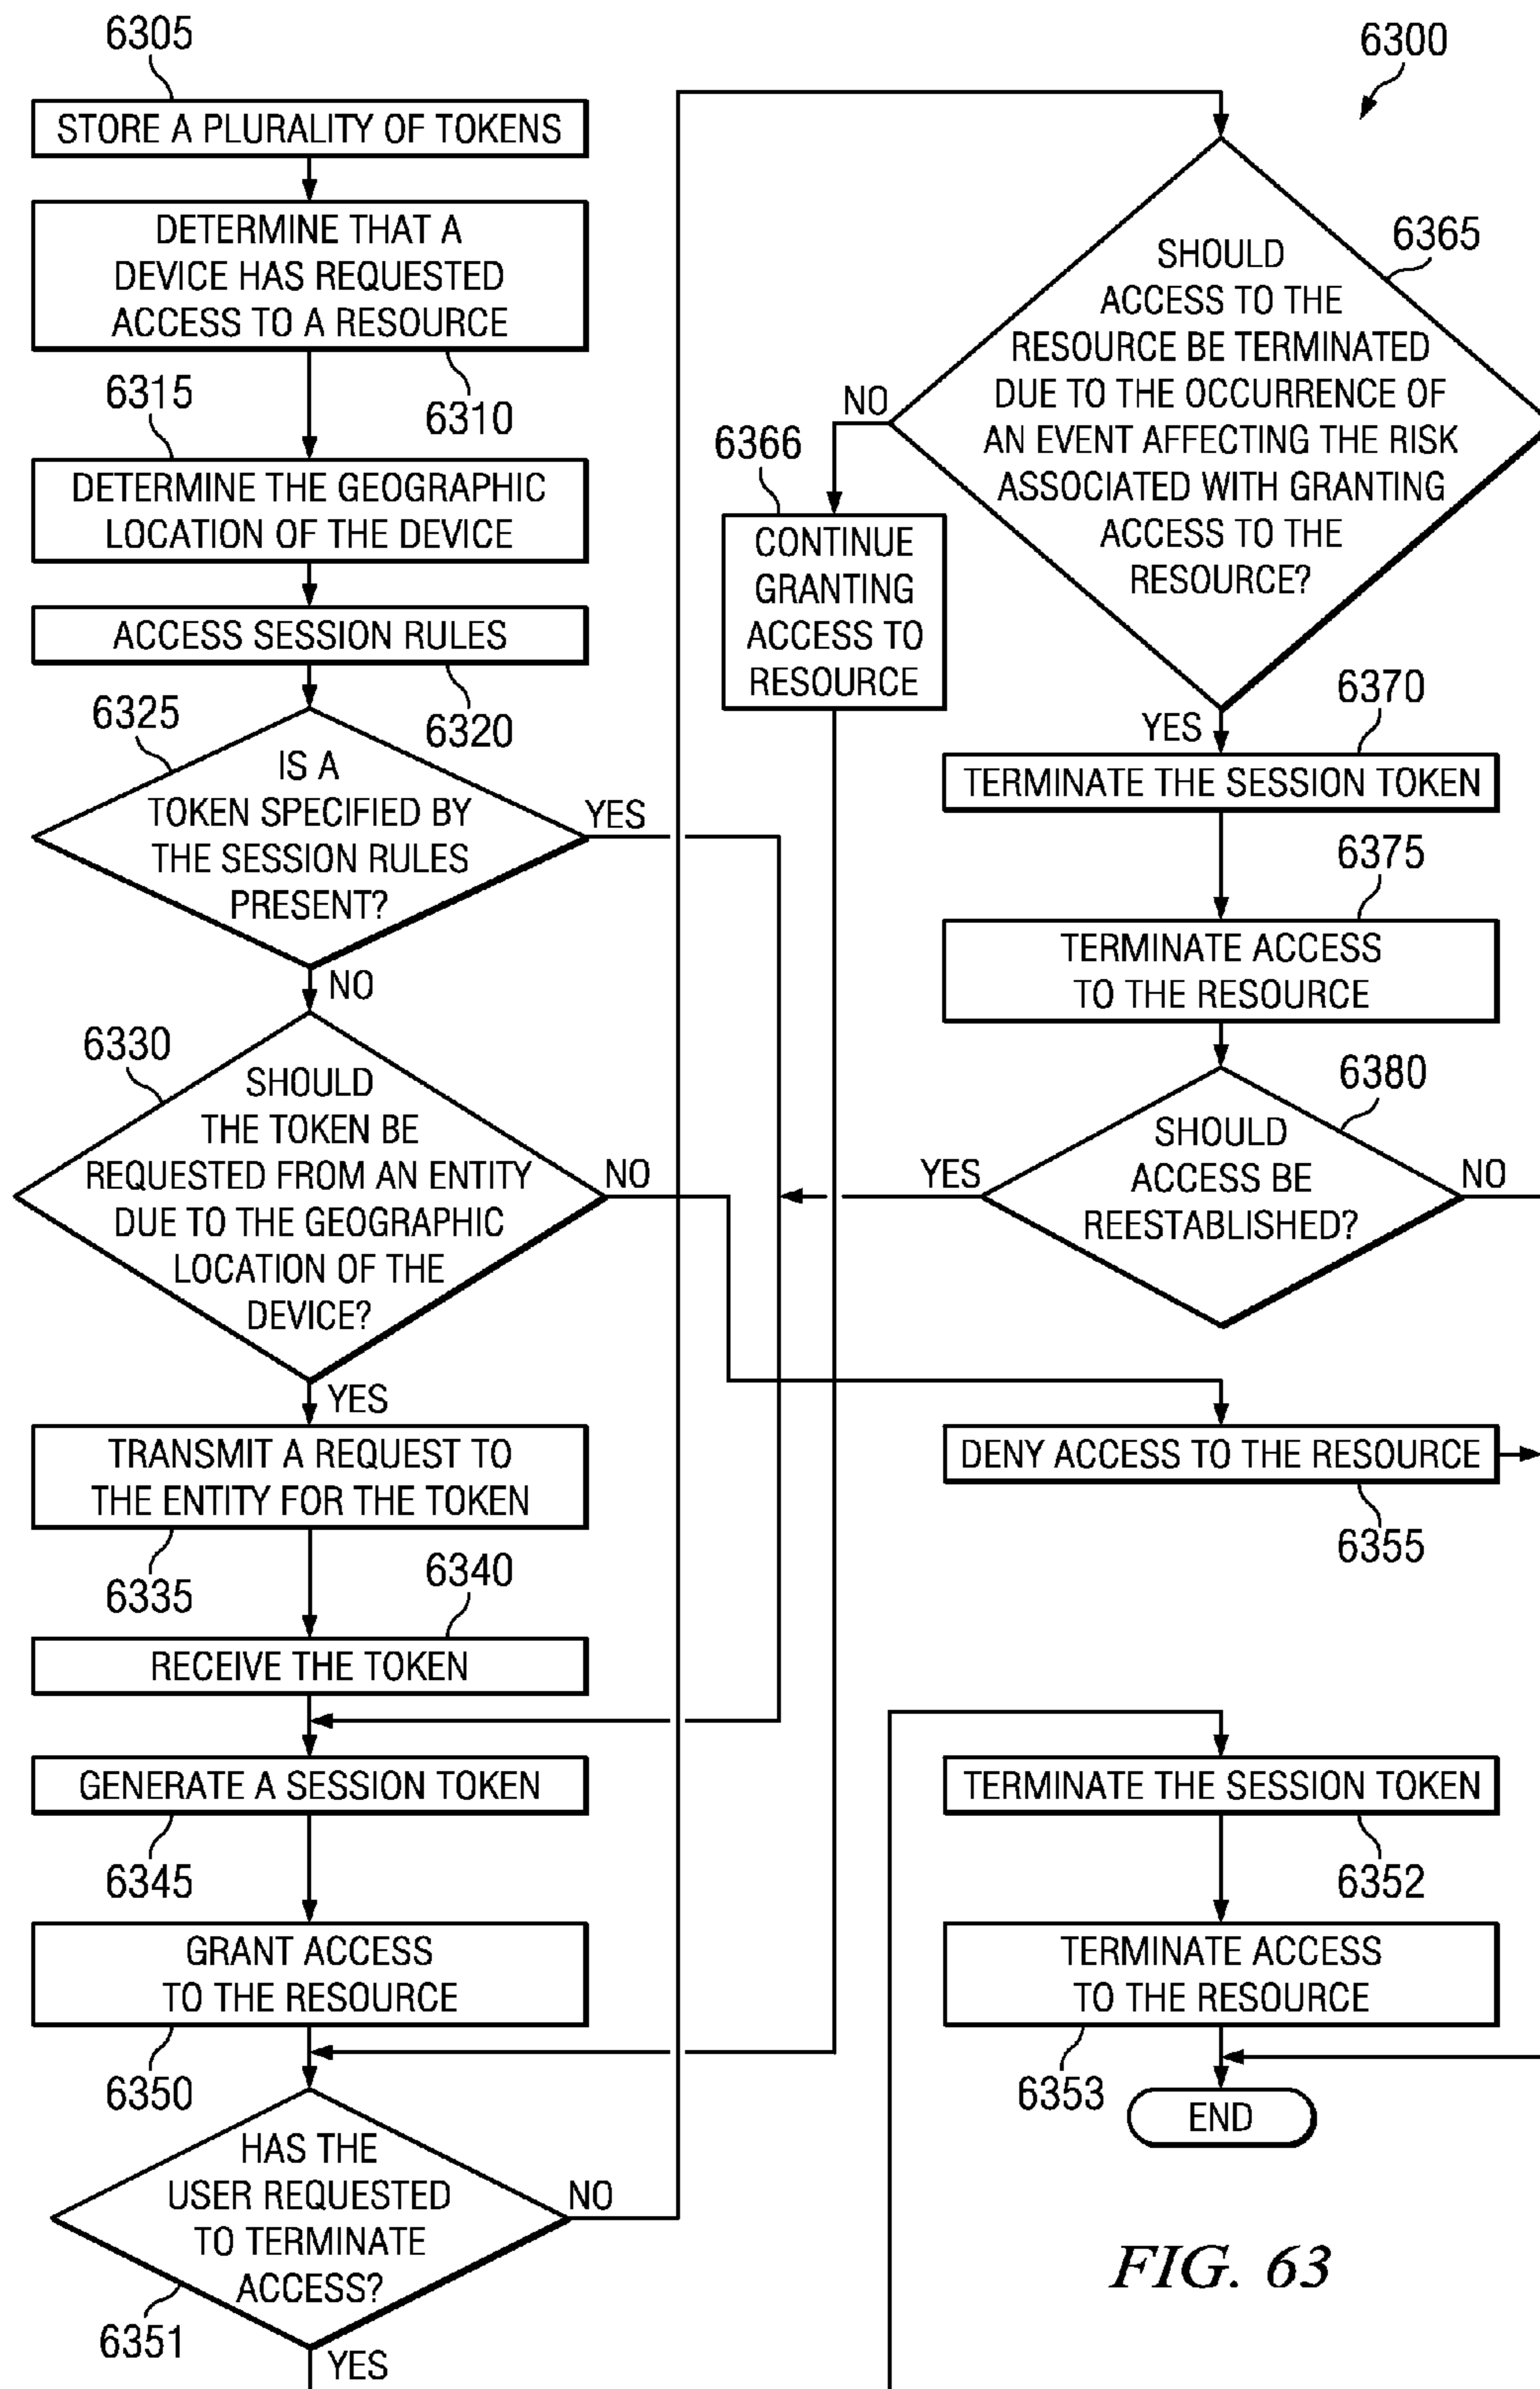 6305
STORE A PLURALITY OF TOKENS
DETERMINE THAT A
DEVICE HAS REQUESTED
ACCESS TO A RESOURCE
6310
6315
DETERMINE THE GEOGRAPHIC
LOCATION OF THE DEVICE
ACCESS SESSION RULES
6320
6325
IS A
TOKEN SPECIFIED BY
THE SESSION RULES
PRESENT?
YES
NO
6330
SHOULD
THE TOKEN BE
REQUESTED FROM AN ENTITY
DUE TO THE GEOGRAPHIC
LOCATION OF THE
DEVICE?
NO
YES
TRANSMIT A REQUEST TO
THE ENTITY FOR THE TOKEN
6335
6340
RECEIVE THE TOKEN
GENERATE A SESSION TOKEN
6345
GRANT ACCESS
TO THE RESOURCE
6350
HAS THE
USER REQUESTED
TO TERMINATE
ACCESS?
NO
6351
YES
6300
6365
SHOULD
ACCESS TO THE
RESOURCE BE TERMINATED
DUE TO THE OCCURRENCE OF
AN EVENT AFFECTING THE RISK
ASSOCIATED WITH GRANTING
ACCESS TO THE
RESOURCE?
NO
6366
CONTINUE
GRANTING
ACCESS TO
RESOURCE
YES
6370
TERMINATE THE SESSION TOKEN
6375
TERMINATE ACCESS
TO THE RESOURCE
6380
SHOULD
ACCESS BE
REESTABLISHED?
YES
NO
DENY ACCESS TO THE RESOURCE
6355
TERMINATE THE SESSION TOKEN
6352
TERMINATE ACCESS
TO THE RESOURCE
6353
END
FIG. 63